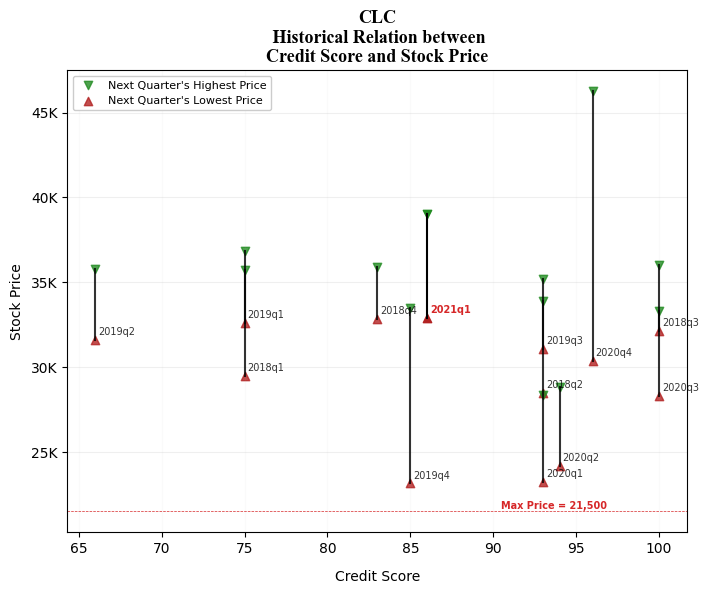 CLC
Historical Relation between
Credit Score and Stock Price
Next Quarter's Highest Price
Next Quarter's Lowest Price
45K
40K
35K
30K
25K
Stock Price
2019q2
2019q1
2018q1
2018q4
2021q1
2019q4
2019q3
2018q2
2020q1
2020q2
2020q4
2018q3
2020q3
Max Price = 21,500
65 70 75 80 85 90 95 100
Credit Score